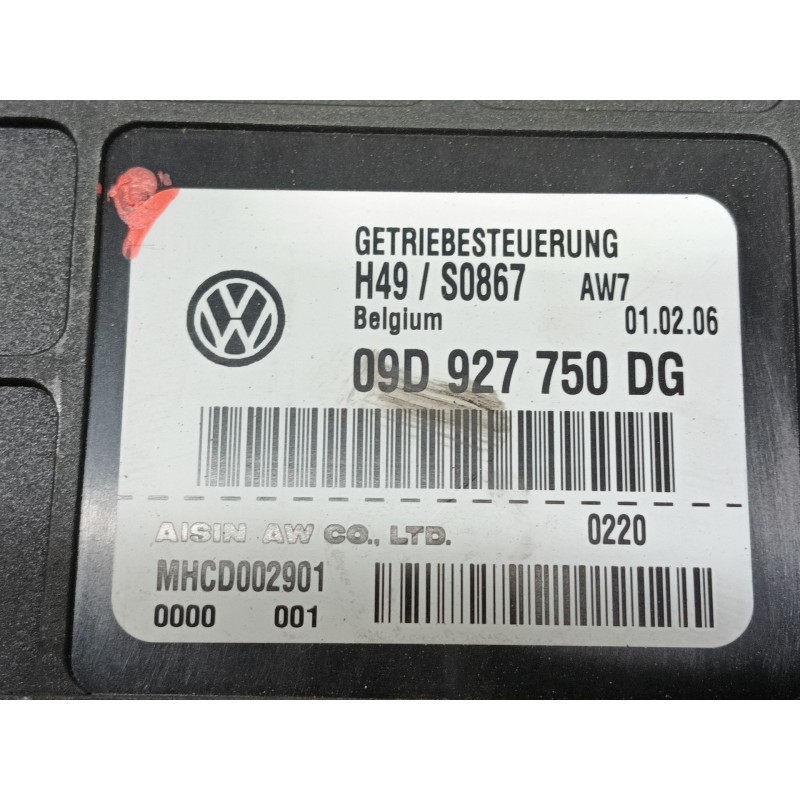 GETRIEBESTEUERUNG
H49 / S0867 AW7
Belgium 01.02.06
09D 927 750 DG
AISIN AW CO., LTD. 0220
MHCD002901
0000 001